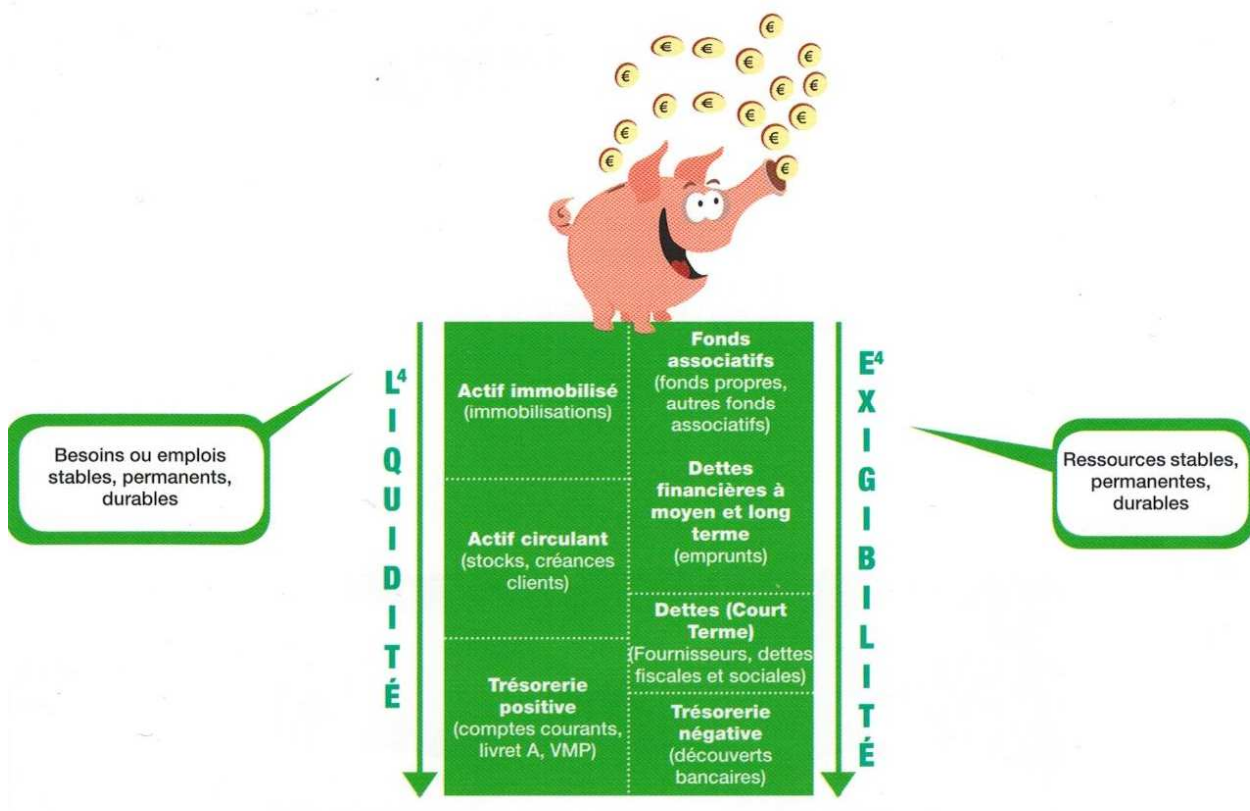 € € € € € € € € € € € € € € € € €
L⁴IQUIDITÉ
Besoins ou emplois
stables, permanents,
durables
Actif immobilisé
(immobilisations)
Actif circulant
(stocks, créances
clients)
Trésorerie
positive
(comptes courants,
livret A, VMP)
Fonds
associatifs
(fonds propres,
autres fonds
associatifs)
Dettes
financières à
moyen et long
terme
(emprunts)
Dettes (Court
Terme)
(Fournisseurs, dettes
fiscales et sociales)
Trésorerie
négative
(découverts
bancaires)
E⁴XIGIBILITÉ
Ressources stables,
permanentes,
durables